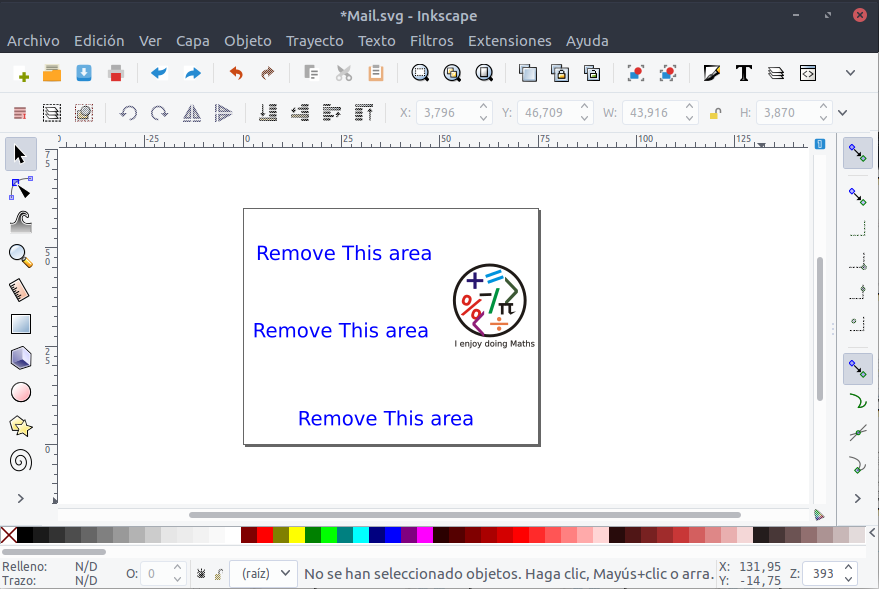 *Mail.svg - Inkscape
Archivo Edición Ver Capa Objeto Trayecto Texto Filtros Extensiones Ayuda
X: 3,796 Y: 46,709 W: 43,916 H: 3,870
-25 0 25 50 75 100 125
75
50
25
0
Remove This area
Remove This area
I enjoy doing Maths
Remove This area
Relleno: N/D
Trazo: N/D
O: 0
(raíz)
No se han seleccionado objetos. Haga clic, Mayús+clic o arra.
X: 131,95
Y: -14,75
Z: 393